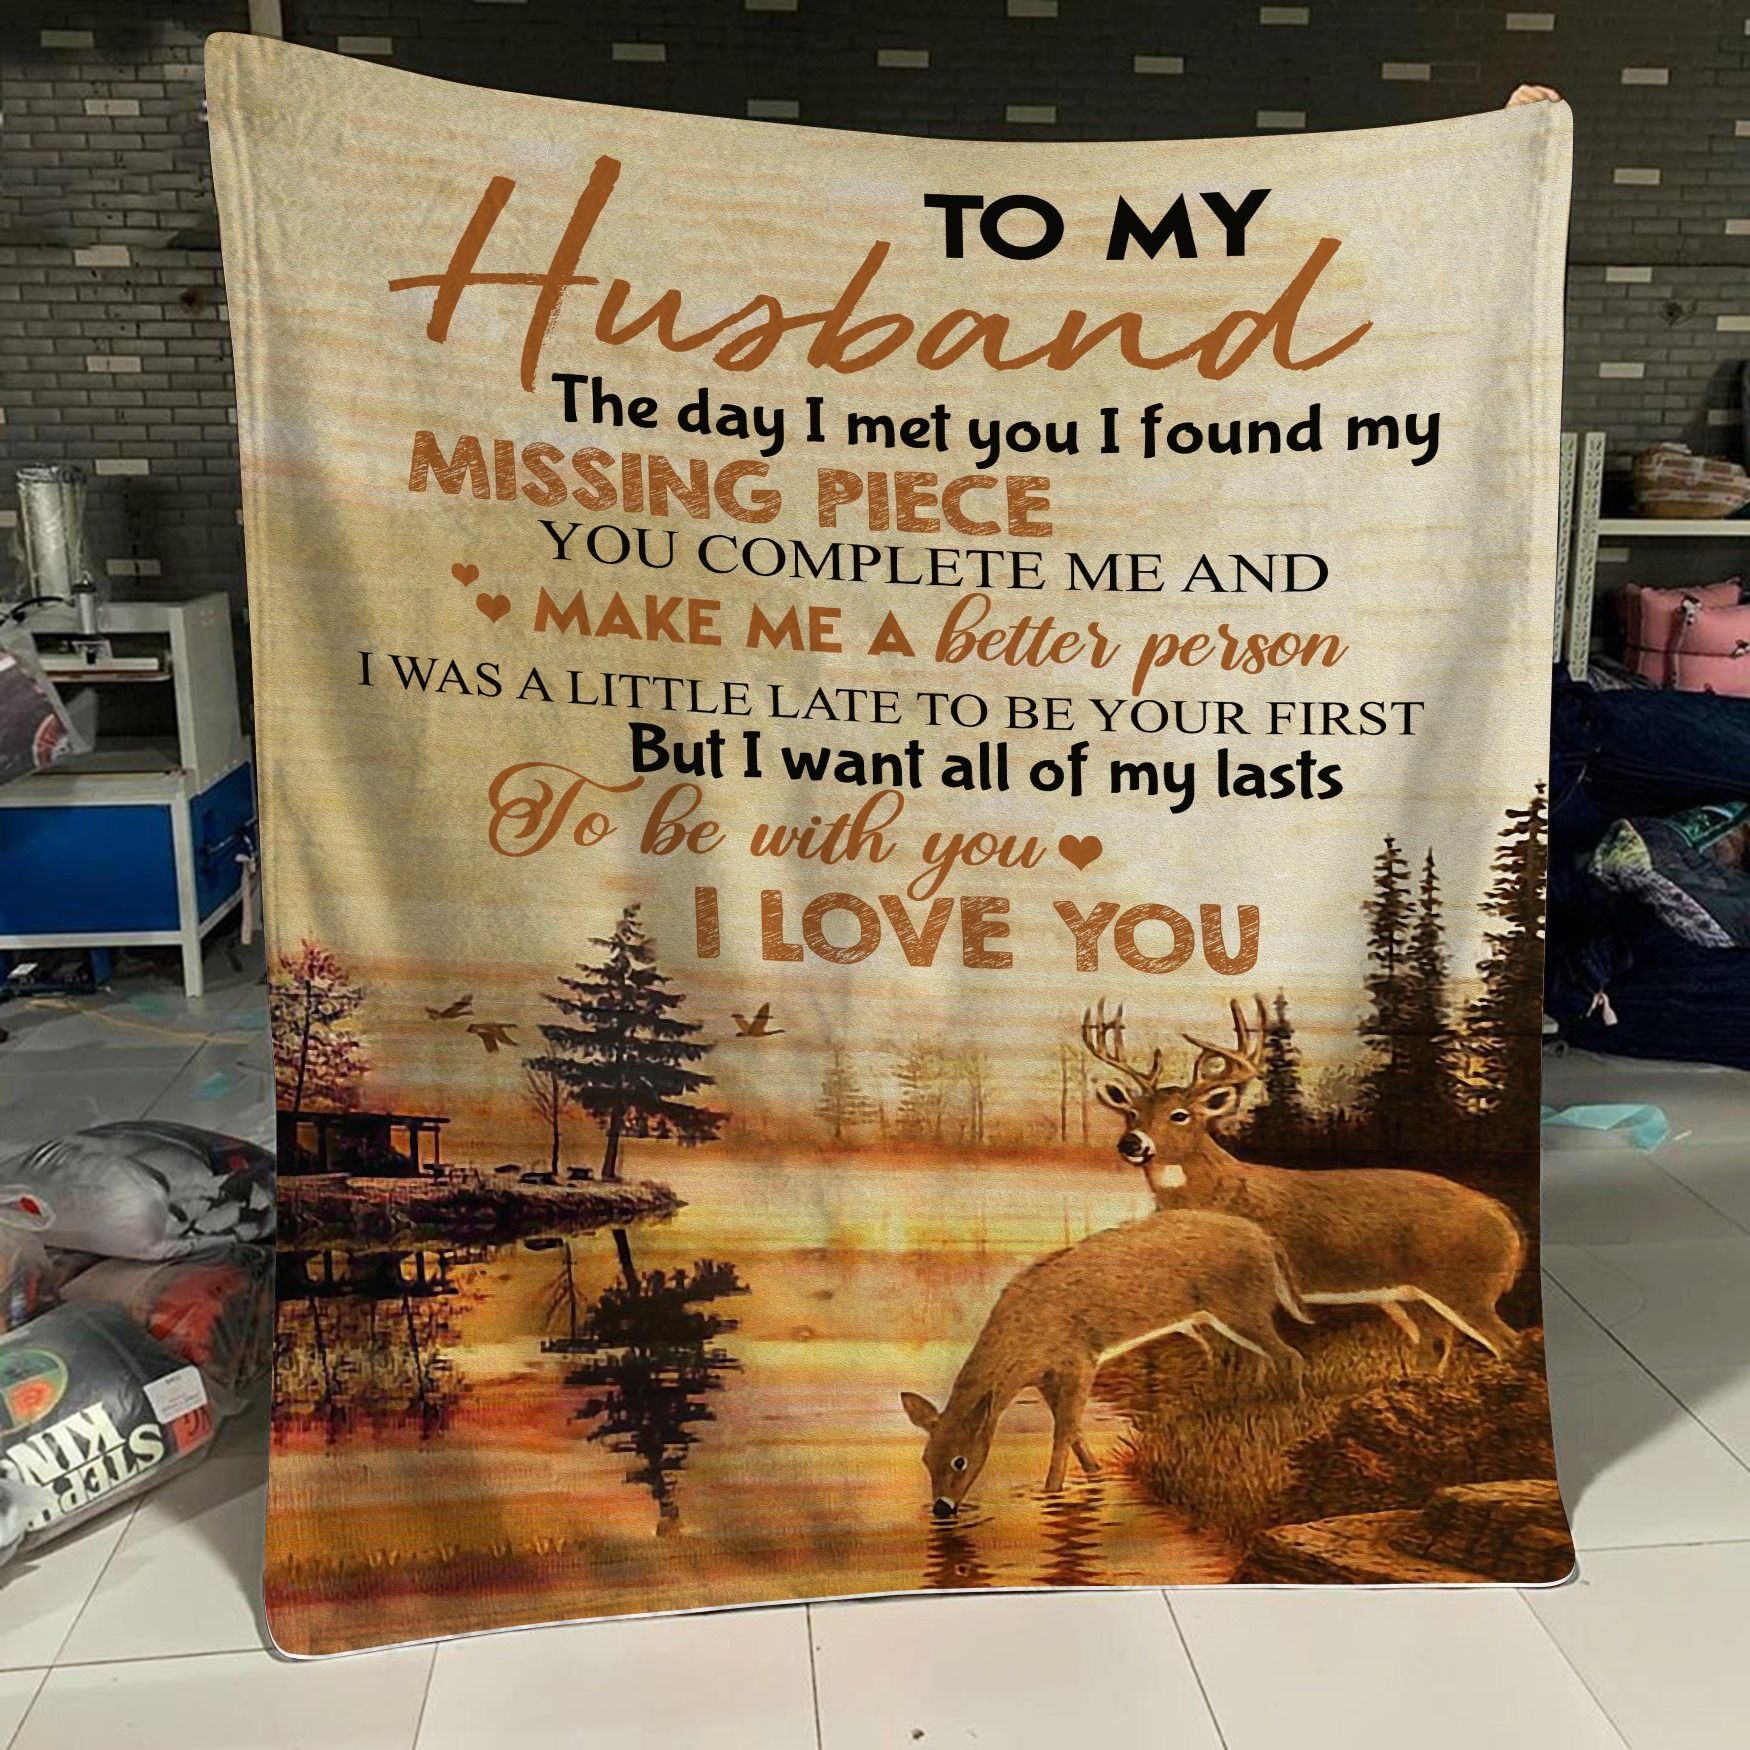 TO MY
Husband
The day I met you I found my
MISSING PIECE
YOU COMPLETE ME AND
MAKE ME A better person
I WAS A LITTLE LATE TO BE YOUR FIRST
But I want all of my lasts
To be with you
I LOVE YOU
KIN
STEP